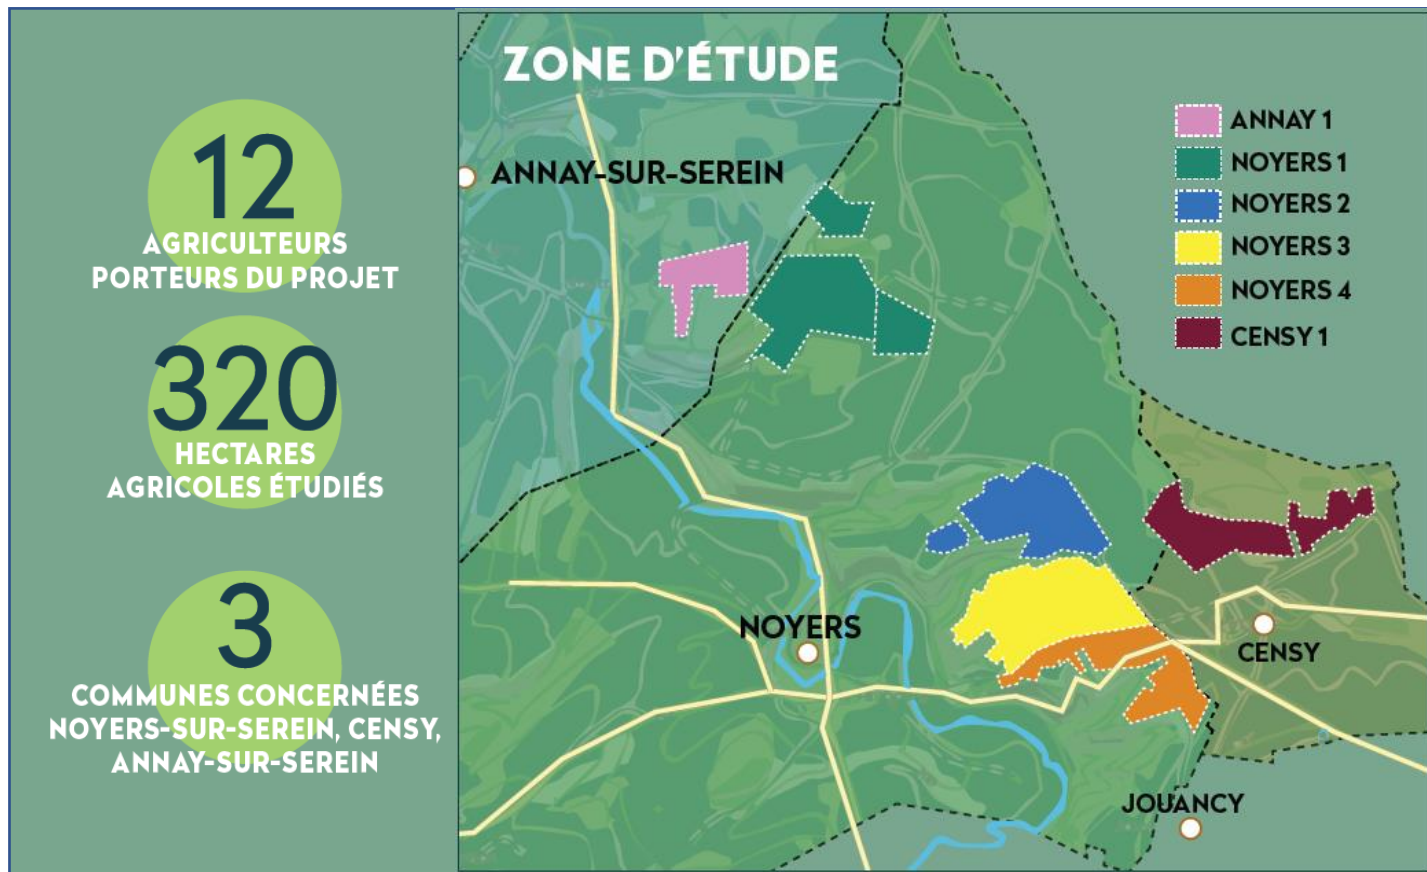 12
AGRICULTEURS
PORTEURS DU PROJET
320
HECTARES
AGRICOLES ÉTUDIÉS
3
COMMUNES CONCERNÉES
NOYERS-SUR-SEREIN, CENSY,
ANNAY-SUR-SEREIN
ZONE D'ÉTUDE
ANNAY-SUR-SEREIN
ANNAY 1
NOYERS 1
NOYERS 2
NOYERS 3
NOYERS 4
CENSY 1
NOYERS
CENSY
JOUANCY